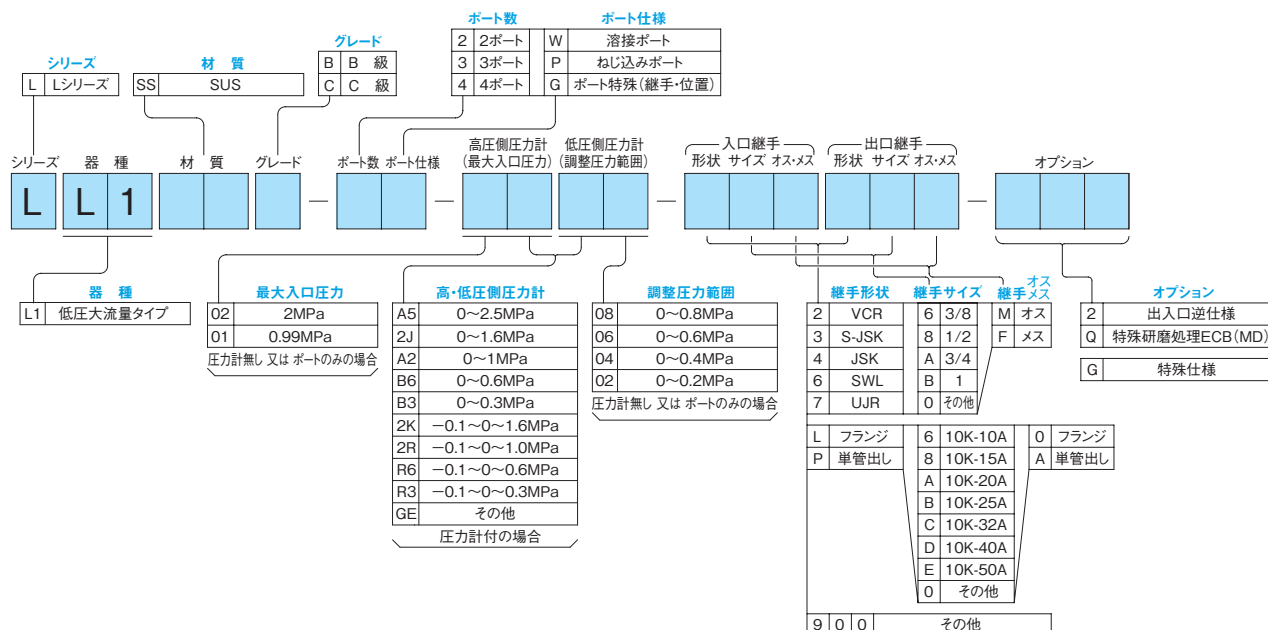 ポート数 ポート仕様
2 2ポート W 溶接ポート
3 3ポート P ねじ込みポート
4 4ポート G ポート特殊(継手・位置)
グレード
B B 級
C C 級
シリーズ 材 質
L Lシリーズ SS SUS
シリーズ 器 種 材 質 グレード ポート数 ポート仕様 高圧側圧力計 低圧側圧力計 入口継手 出口継手 オプション
(最大入口圧力) (調整圧力範囲) 形状 サイズ オス・メス 形状 サイズ オス・メス
L L 1 － － － －
器 種
L1 低圧大流量タイプ
最大入口圧力
02 2MPa
01 0.99MPa
圧力計無し 又は ポートのみの場合
高・低圧側圧力計
A5 0～2.5MPa
2J 0～1.6MPa
A2 0～1MPa
B6 0～0.6MPa
B3 0～0.3MPa
2K －0.1～0～1.6MPa
2R －0.1～0～1.0MPa
R6 －0.1～0～0.6MPa
R3 －0.1～0～0.3MPa
GE その他
圧力計付の場合
調整圧力範囲
08 0～0.8MPa
06 0～0.6MPa
04 0～0.4MPa
02 0～0.2MPa
圧力計無し 又は ポートのみの場合
継手形状 継手サイズ 継手オスメス
2 VCR 6 3/8 M オス
3 S-JSK 8 1/2 F メス
4 JSK A 3/4
6 SWL B 1
7 UJR 0 その他
L フランジ 6 10K-10A 0 フランジ
P 単管出し 8 10K-15A A 単管出し
A 10K-20A
B 10K-25A
C 10K-32A
D 10K-40A
E 10K-50A
0 その他
9 0 0 その他
オプション
2 出入口逆仕様
Q 特殊研磨処理ECB(MD)
G 特殊仕様